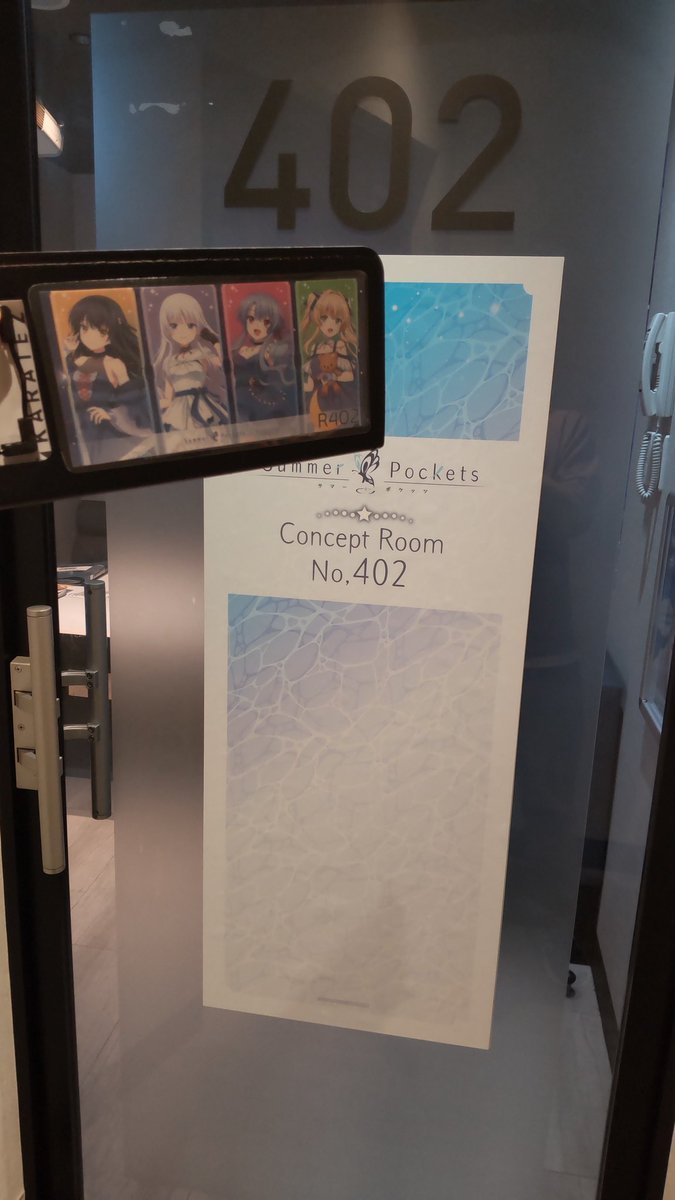 402
KARATEZ
R402
Summer Pockets
サマー ポケッツ
Concept Room
No,402